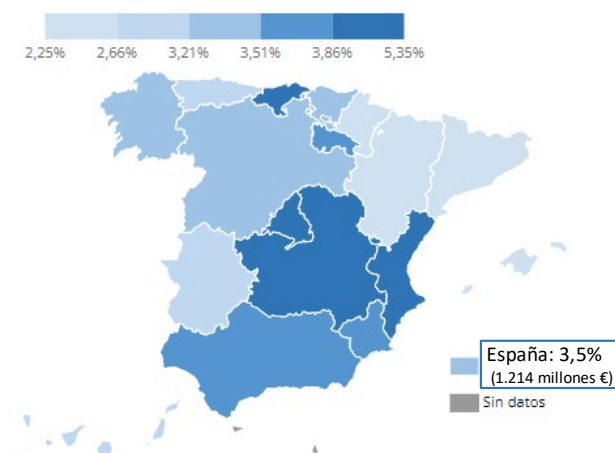 2,25% 2,66% 3,21% 3,51% 3,86% 5,35%
España: 3,5%
(1.214 millones €)
Sin datos